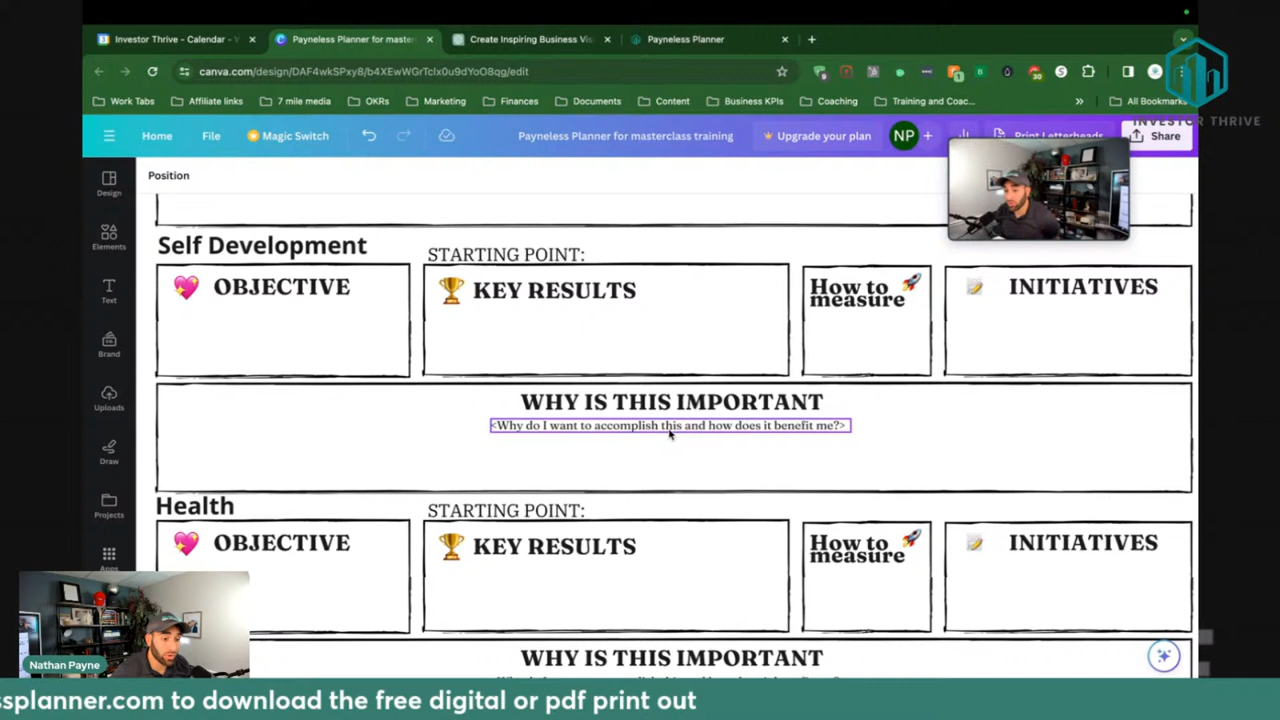 Investor Thrive - Calendar -
Payneless Planner for master
Create Inspiring Business Vis
Payneless Planner
canva.com/design/DAF4wkSPxy8/b4XEwWGrTclx0u9dYoO8qg/edit
Work Tabs
Affiliate links
7 mile media
OKRs
Marketing
Finances
Documents
Content
Business KPIs
Coaching
Training and Coac...
All Bookmarks
INVESTOR THRIVE
Home
File
Magic Switch
Payneless Planner for masterclass training
Upgrade your plan
NP
Print Letterheads
Share
Design
Elements
Text
Brand
Uploads
Draw
Projects
Apps
Position
Self Development
STARTING POINT:
OBJECTIVE
KEY RESULTS
How to
measure
INITIATIVES
WHY IS THIS IMPORTANT
<Why do I want to accomplish this and how does it benefit me?>
Health
STARTING POINT:
OBJECTIVE
KEY RESULTS
How to
measure
INITIATIVES
WHY IS THIS IMPORTANT
Nathan Payne
ssplanner.com to download the free digital or pdf print out